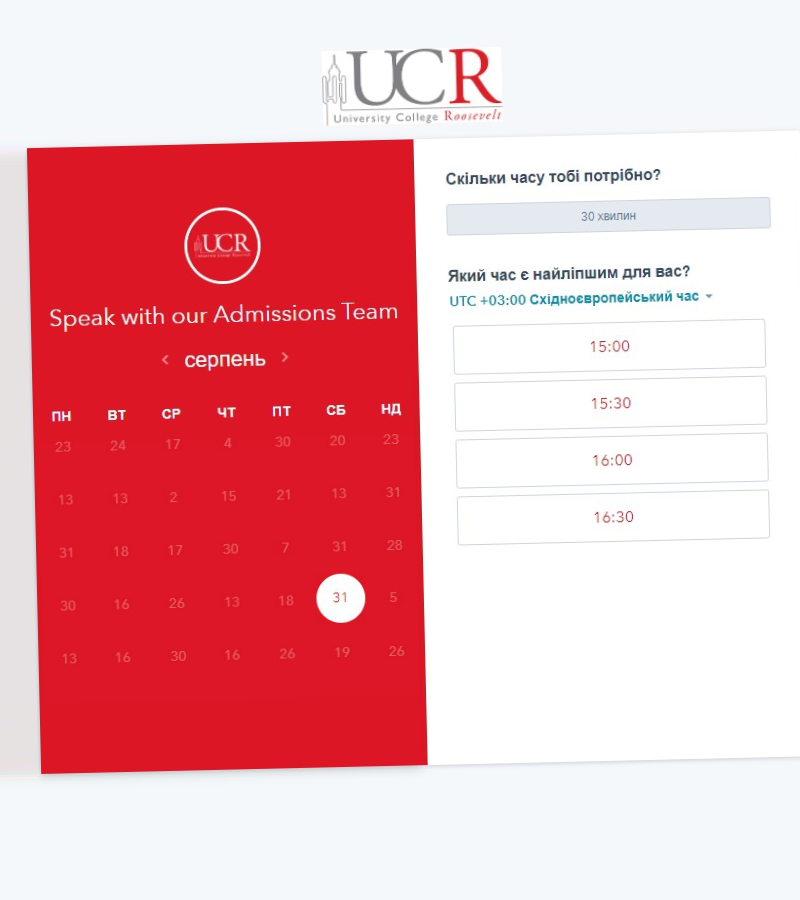 UCR
University College Roosevelt
UCR
University College Roosevelt
Speak with our Admissions Team
серпень
ПН ВТ СР ЧТ ПТ СБ НД
23 24 17 4 30 20 23
13 13 2 15 21 13 31
31 18 17 30 7 31 28
30 16 26 13 18 31 5
13 16 30 16 26 19 26
Скільки часу тобі потрібно?
30 хвилин
Який час є найліпшим для вас?
UTC +03:00 Східноєвропейський час
15:00
15:30
16:00
16:30